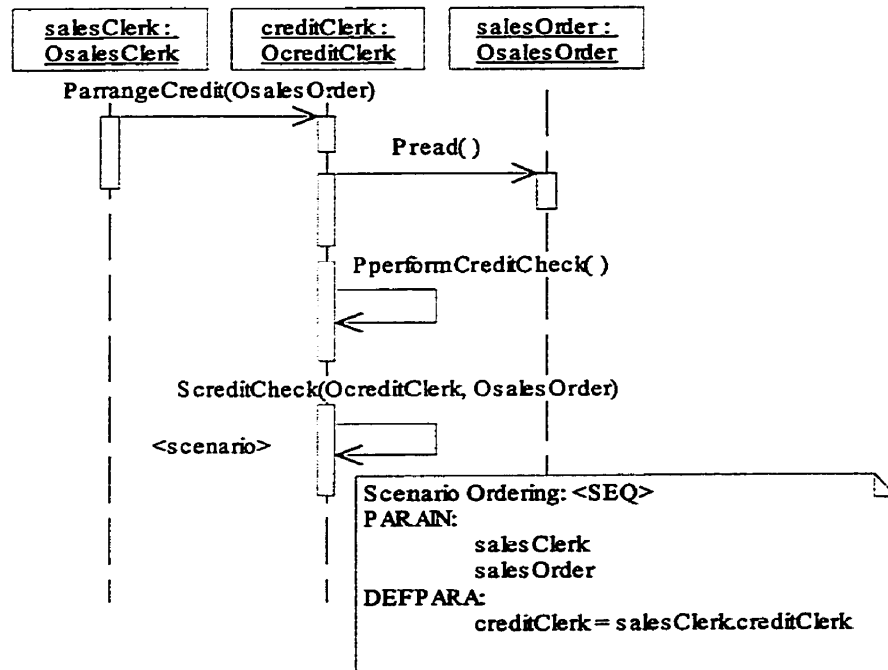 salesClerk :
OsalesClerk
creditClerk :
OcreditClerk
salesOrder :
OsalesOrder
ParrangeCredit(OsalesOrder)
Pread( )
PperformCreditCheck( )
ScreditCheck(OcreditClerk, OsalesOrder)
<scenario>
Scenario Ordering: <SEQ>
PARAIN:
salesClerk
salesOrder
DEFPARA:
creditClerk = salesClerk.creditClerk